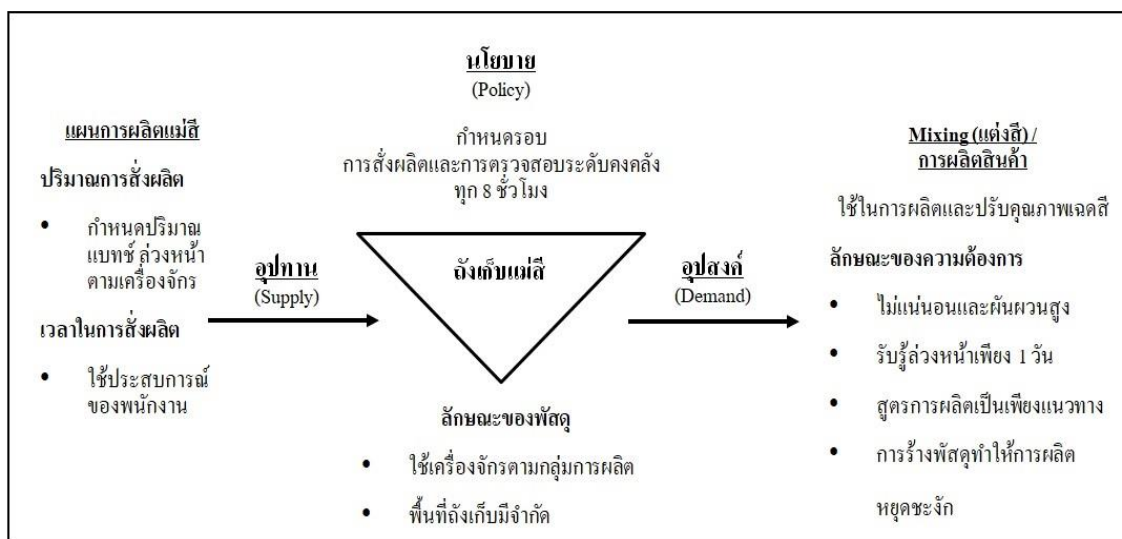 นโยบาย
(Policy)
กำหนดรอบ
การสั่งผลิตและการตรวจสอบระดับคงคลัง
ทุก 8 ชั่วโมง
แผนการผลิตแม่สี
ปริมาณการสั่งผลิต
• กำหนดปริมาณ
แบทช์ ล่วงหน้า
ตามเครื่องจักร
เวลาในการสั่งผลิต
• ใช้ประสบการณ์
ของพนักงาน
อุปทาน
(Supply)
ถังเก็บแม่สี
ลักษณะของพัสดุ
• ใช้เครื่องจักรตามกลุ่มการผลิต
• พื้นที่ถังเก็บมีจำกัด
อุปสงค์
(Demand)
Mixing (แต่งสี) /
การผลิตสินค้า
ใช้ในการผลิตและปรับคุณภาพเฉดสี
ลักษณะของความต้องการ
• ไม่แน่นอนและผันผวนสูง
• รับรู้ล่วงหน้าเพียง 1 วัน
• สูตรการผลิตเป็นเพียงแนวทาง
• การร้างพัสดุทำให้การผลิต
หยุดชะงัก